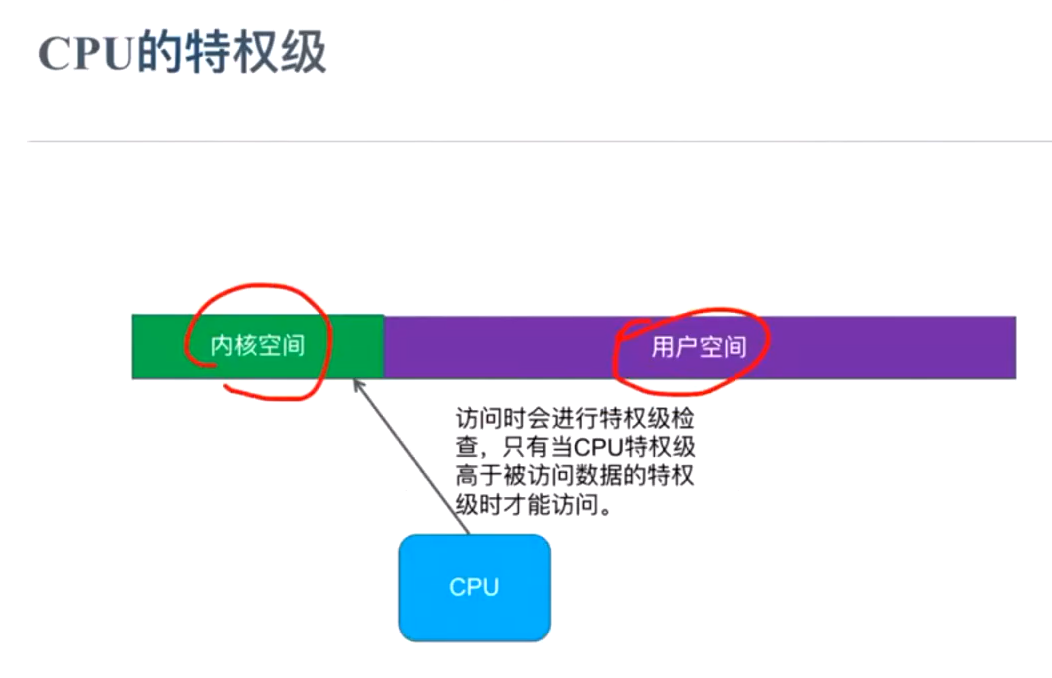 CPU的特权级
内核空间
用户空间
访问时会进行特权级检
查，只有当CPU特权级
高于被访问数据的特权
级时才能访问。
CPU